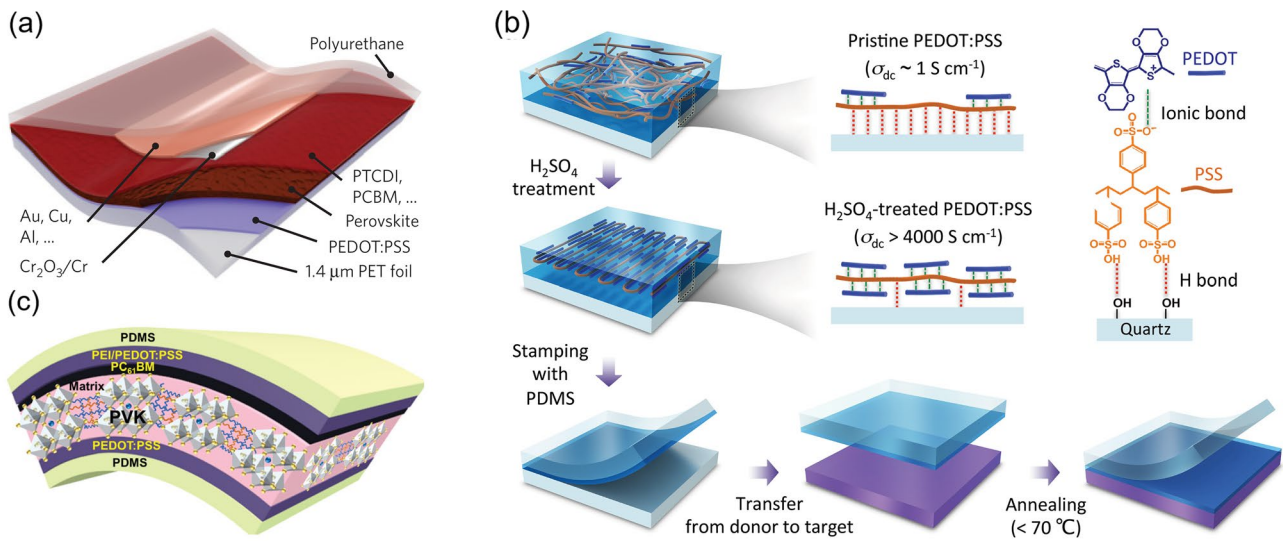 (a)
Polyurethane
PTCDI,
PCBM, ...
Perovskite
PEDOT:PSS
1.4 μm PET foil
Au, Cu,
Al, ...
Cr₂O₃/Cr
(b)
Pristine PEDOT:PSS
(σdc ~ 1 S cm⁻¹)
H₂SO₄
treatment
H₂SO₄-treated PEDOT:PSS
(σdc > 4000 S cm⁻¹)
PEDOT
Ionic bond
PSS
H bond
OH
OH
Quartz
Stamping
with
PDMS
Transfer
from donor to target
Annealing
(< 70 ℃)
(c)
PDMS
PEI/PEDOT:PSS
PC₆₁BM
Matrix
PVK
PEDOT:PSS
PDMS